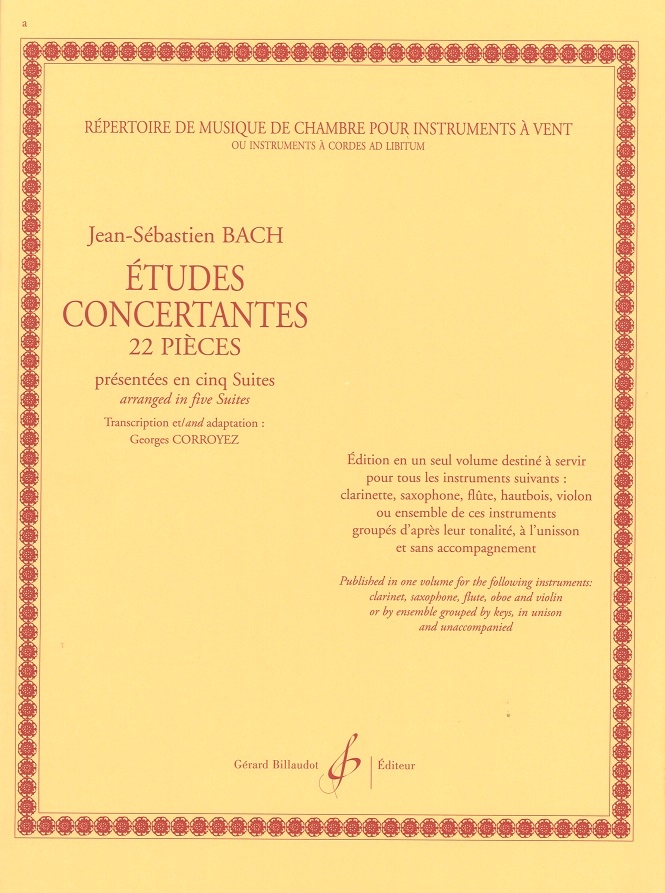 a
RÉPERTOIRE DE MUSIQUE DE CHAMBRE POUR INSTRUMENTS À VENT
OU INSTRUMENTS À CORDES AD LIBITUM
Jean-Sébastien BACH
ÉTUDES
CONCERTANTES
22 PIÈCES
présentées en cinq Suites
arranged in five Suites
Transcription et/and adaptation :
Georges CORROYEZ
Édition en un seul volume destiné à servir
pour tous les instruments suivants :
clarinette, saxophone, flûte, hautbois, violon
ou ensemble de ces instruments
groupés d'après leur tonalité, à l'unisson
et sans accompagnement
Published in one volume for the following instruments:
clarinet, saxophone, flute, oboe and violin
or by ensemble grouped by keys, in unison
and unaccompanied
Gérard Billaudot Éditeur